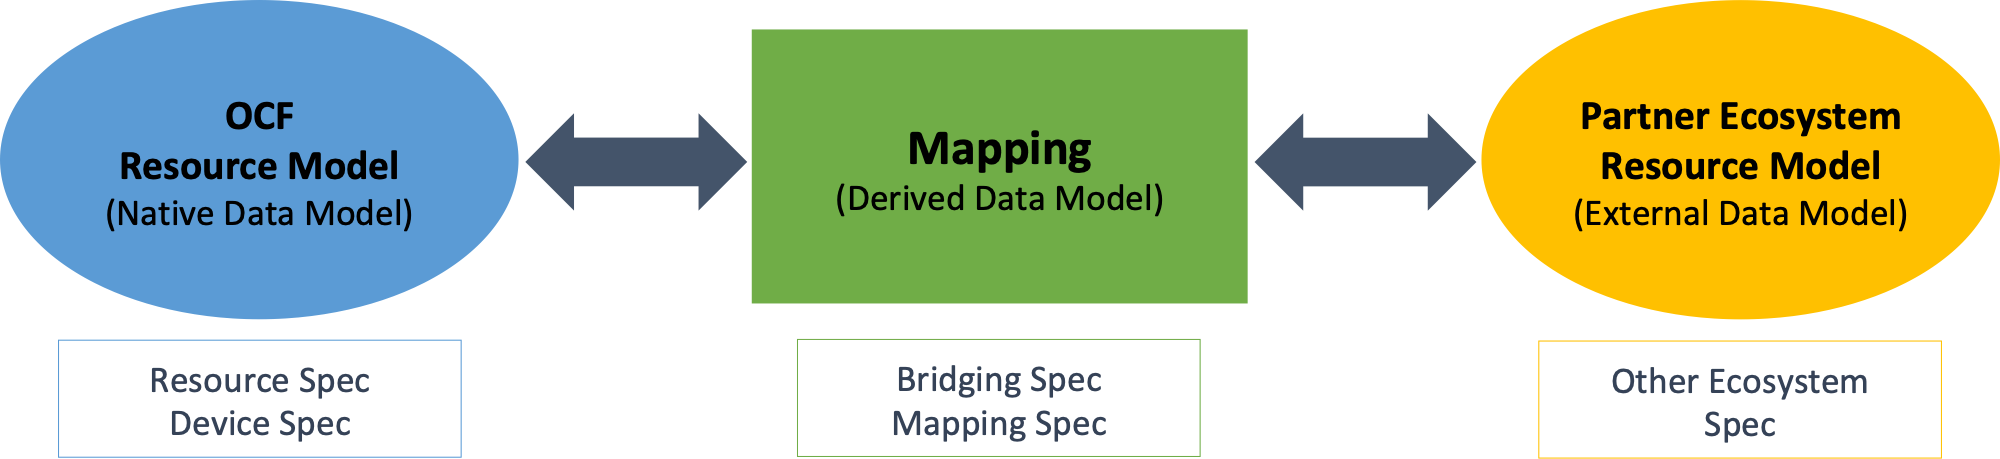 OCF
Resource Model
(Native Data Model)
Mapping
(Derived Data Model)
Partner Ecosystem
Resource Model
(External Data Model)
Resource Spec
Device Spec
Bridging Spec
Mapping Spec
Other Ecosystem
Spec